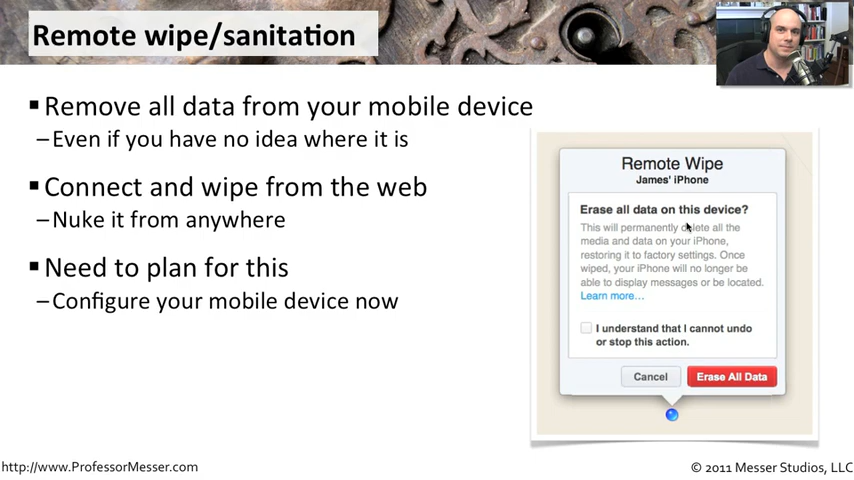 Remote wipe/sanitation
▪ Remove all data from your mobile device
–Even if you have no idea where it is
▪ Connect and wipe from the web
–Nuke it from anywhere
▪ Need to plan for this
–Configure your mobile device now
Remote Wipe
James' iPhone
Erase all data on this device?
This will permanently delete all the
media and data on your iPhone,
restoring it to factory settings. Once
wiped, your iPhone will no longer be
able to display messages or be located.
Learn more...
I understand that I cannot undo
or stop this action.
Cancel
Erase All Data
http://www.ProfessorMesser.com
© 2011 Messer Studios, LLC